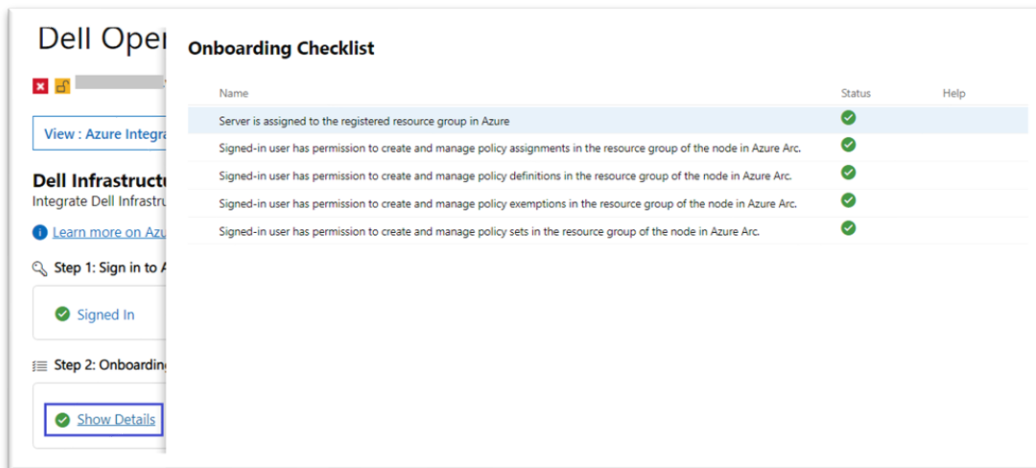 Dell Oper
View : Azure Integra
Dell Infrastructu
Integrate Dell Infrastru
Learn more on Azu
Step 1: Sign in to A
Signed In
Step 2: Onboarding
Show Details
Onboarding Checklist
Name Status Help
Server is assigned to the registered resource group in Azure
Signed-in user has permission to create and manage policy assignments in the resource group of the node in Azure Arc.
Signed-in user has permission to create and manage policy definitions in the resource group of the node in Azure Arc.
Signed-in user has permission to create and manage policy exemptions in the resource group of the node in Azure Arc.
Signed-in user has permission to create and manage policy sets in the resource group of the node in Azure Arc.